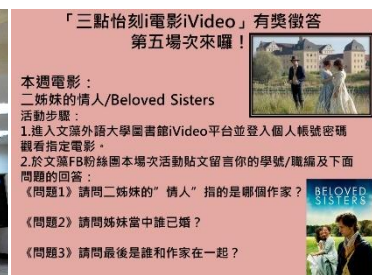 「三點怡刻i電影iVideo」有獎徵答
第五場次來囉！
本週電影：
二姊妹的情人/Beloved Sisters
活動步驟：
1.進入文藻外語大學圖書館iVideo平台並登入個人帳號密碼
觀看指定電影。
2.於文藻FB粉絲團本場次活動貼文留言你的學號/職編及下面
問題的回答：
《問題1》請問二姊妹的”情人”指的是哪個作家？
《問題2》請問姊妹當中誰已婚？
《問題3》請問最後是誰和作家在一起？
BELOVED
SISTERS